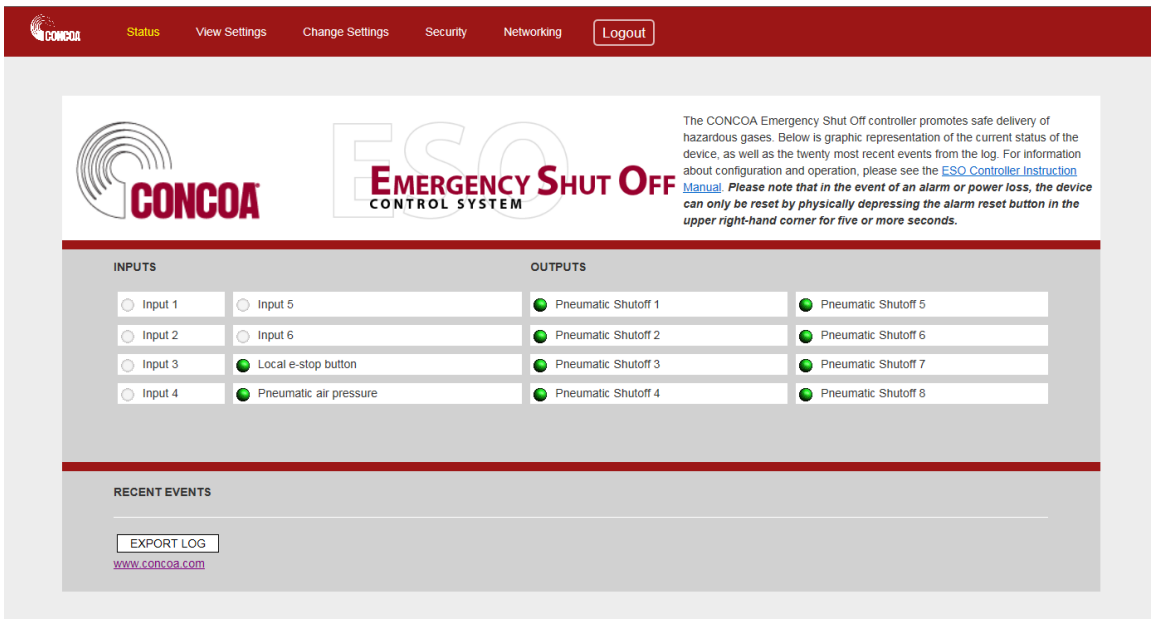 CONCOA Status View Settings Change Settings Security Networking Logout
CONCOA
ESO
EMERGENCY SHUT OFF
CONTROL SYSTEM
The CONCOA Emergency Shut Off controller promotes safe delivery of
hazardous gases. Below is graphic representation of the current status of the
device, as well as the twenty most recent events from the log. For information
about configuration and operation, please see the ESO Controller Instruction
Manual. Please note that in the event of an alarm or power loss, the device
can only be reset by physically depressing the alarm reset button in the
upper right-hand corner for five or more seconds.
INPUTS OUTPUTS
Input 1 Input 5 Pneumatic Shutoff 1 Pneumatic Shutoff 5
Input 2 Input 6 Pneumatic Shutoff 2 Pneumatic Shutoff 6
Input 3 Local e-stop button Pneumatic Shutoff 3 Pneumatic Shutoff 7
Input 4 Pneumatic air pressure Pneumatic Shutoff 4 Pneumatic Shutoff 8
RECENT EVENTS
EXPORT LOG
www.concoa.com